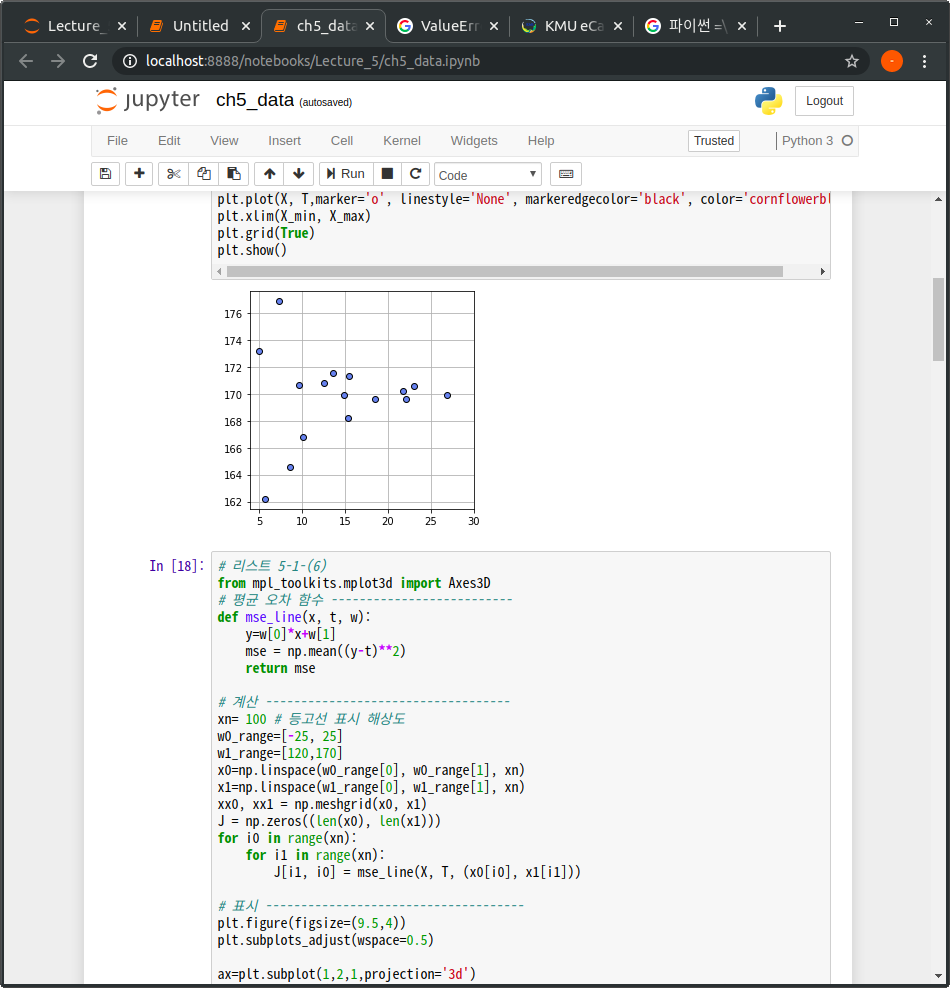 Lecture_
Untitled
ch5_data
ValueErr
KMU eCa
파이썬 =\
localhost:8888/notebooks/Lecture_5/ch5_data.ipynb
jupyter ch5_data (autosaved)
Logout
File Edit View Insert Cell Kernel Widgets Help
Trusted
Python 3
Run
Code
plt.plot(X, T,marker='o', linestyle='None', markeredgecolor='black', color='cornflowerbl
plt.xlim(X_min, X_max)
plt.grid(True)
plt.show()
176
174
172
170
168
166
164
162
5 10 15 20 25 30
In [18]:
# 리스트 5-1-(6)
from mpl_toolkits.mplot3d import Axes3D
# 평균 오차 함수 --------------------------
def mse_line(x, t, w):
    y=w[0]*x+w[1]
    mse = np.mean((y-t)**2)
    return mse
# 계산 -----------------------------------
xn= 100 # 등고선 표시 해상도
w0_range=[-25, 25]
w1_range=[120,170]
x0=np.linspace(w0_range[0], w0_range[1], xn)
x1=np.linspace(w1_range[0], w1_range[1], xn)
xx0, xx1 = np.meshgrid(x0, x1)
J = np.zeros((len(x0), len(x1)))
for i0 in range(xn):
    for i1 in range(xn):
        J[i1, i0] = mse_line(X, T, (x0[i0], x1[i1]))
# 표시 -------------------------------------
plt.figure(figsize=(9.5,4))
plt.subplots_adjust(wspace=0.5)
ax=plt.subplot(1,2,1,projection='3d')